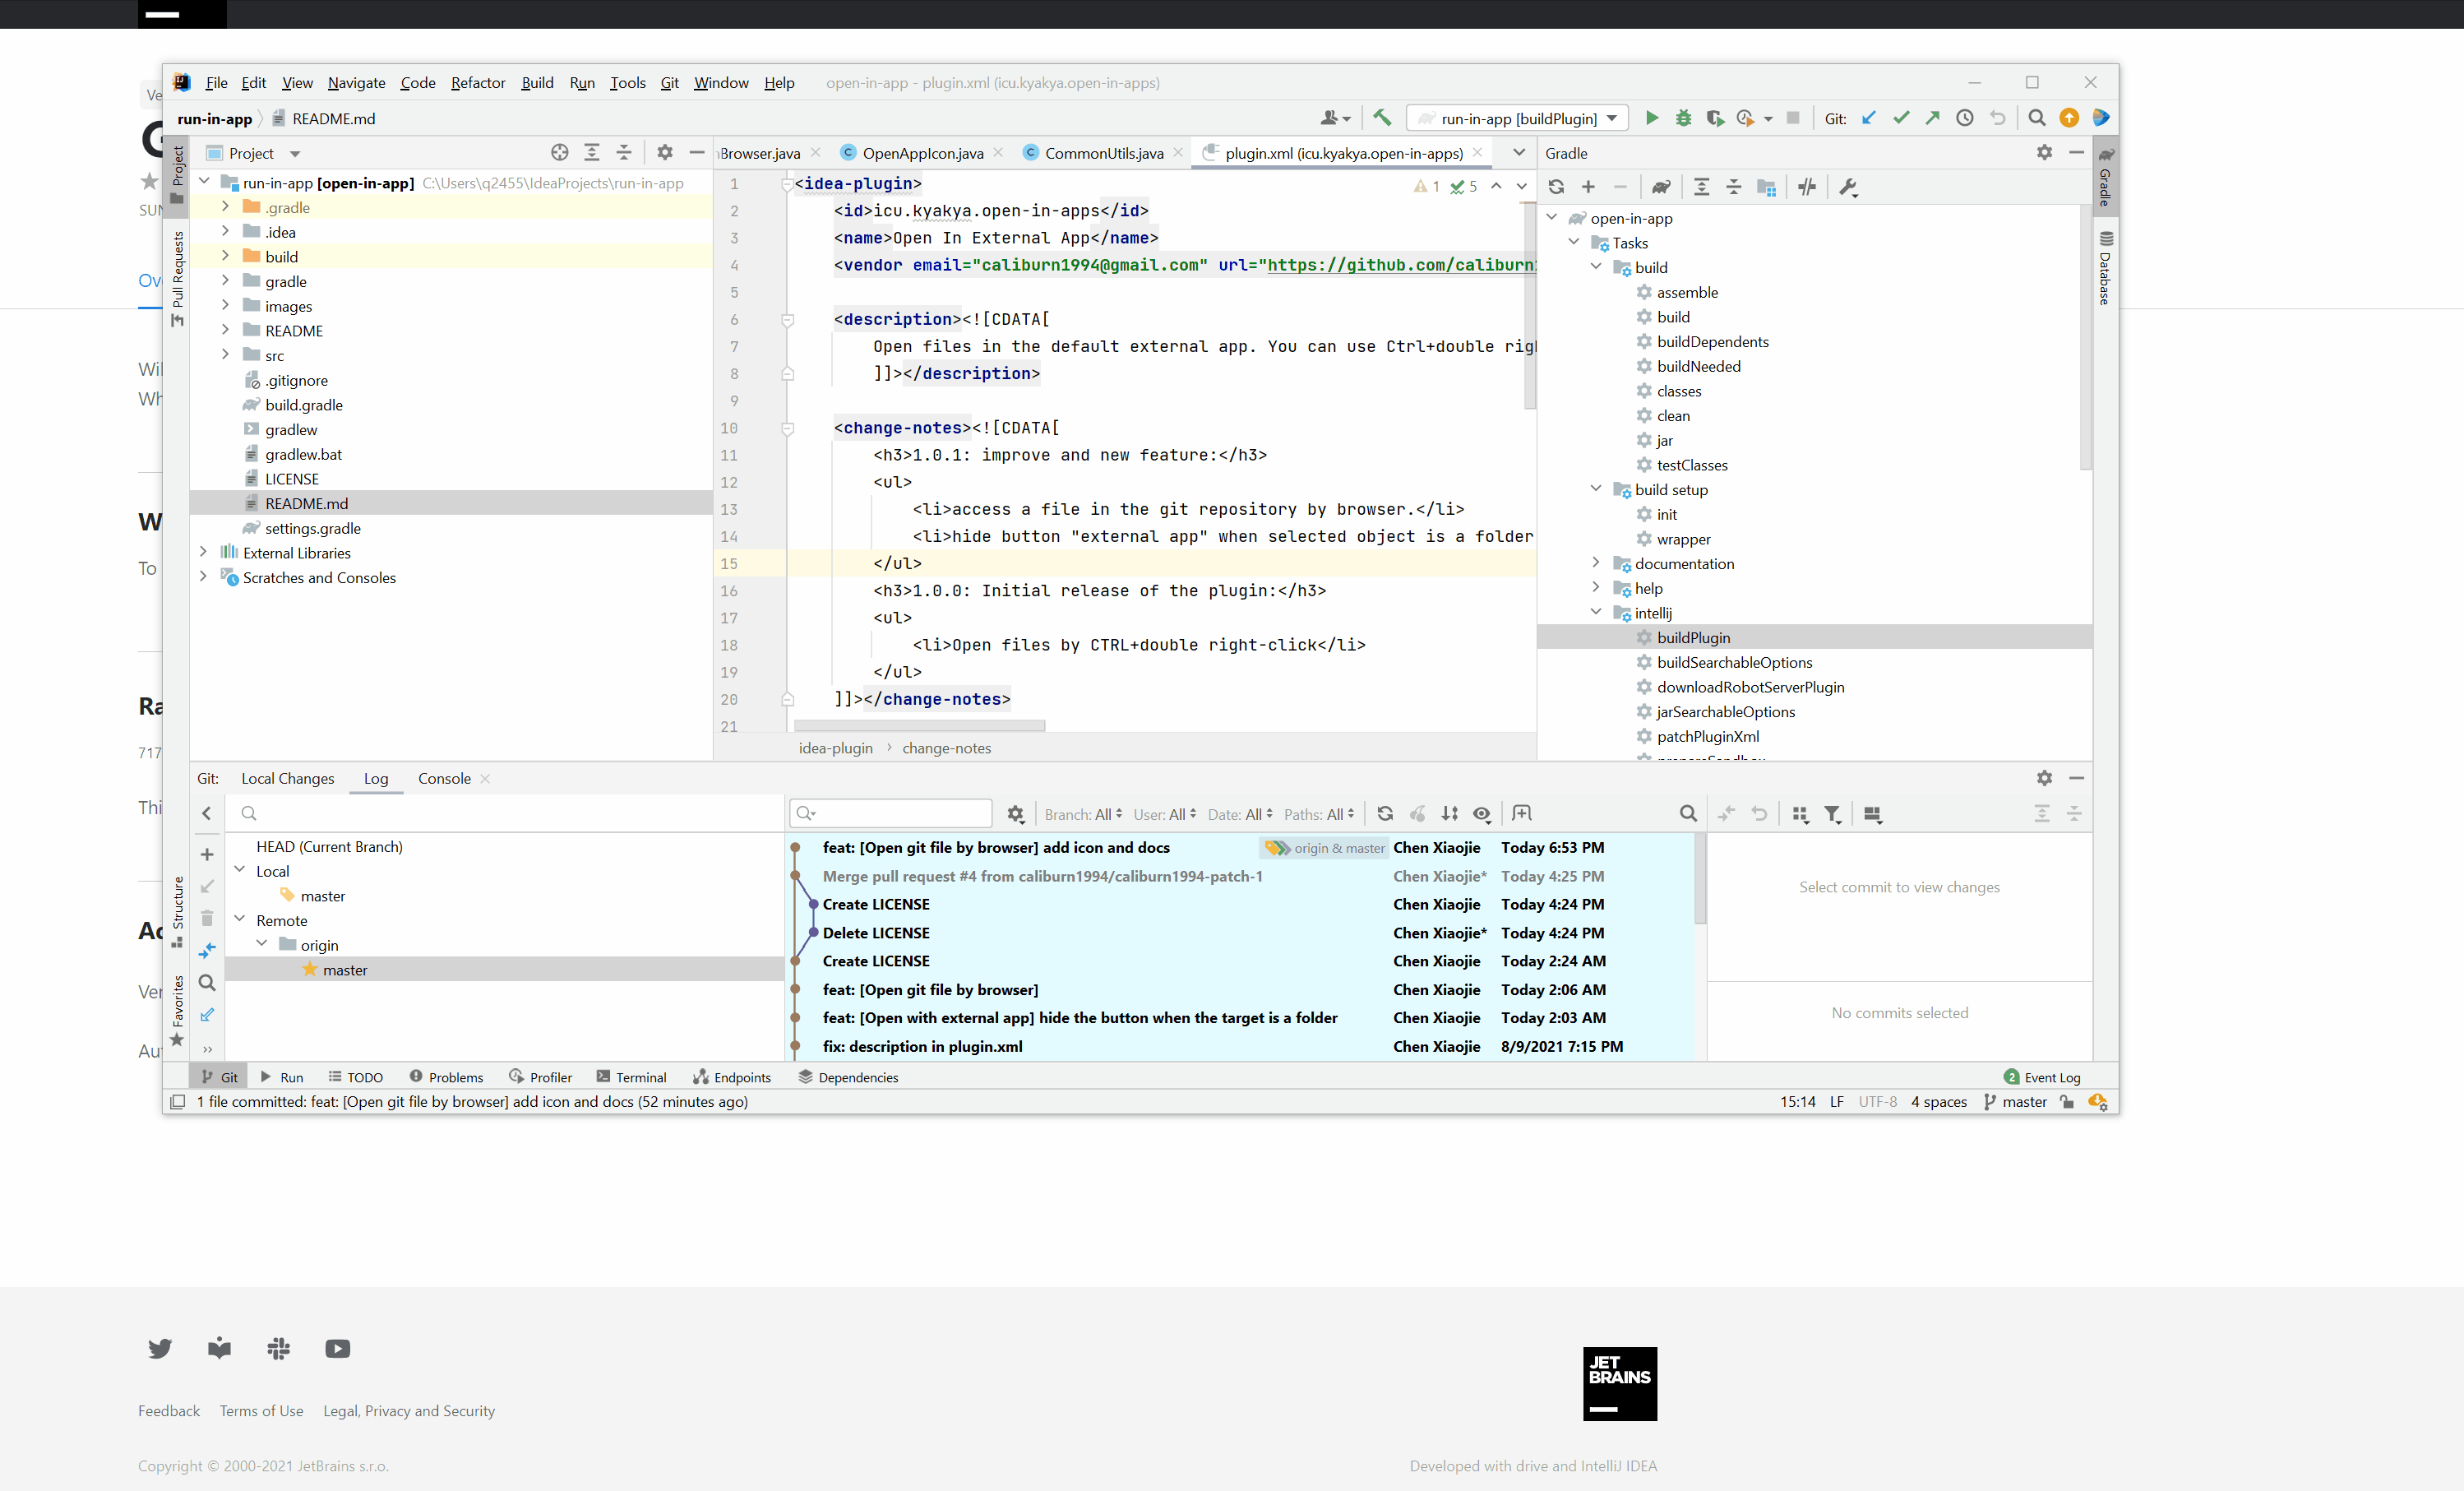 File Edit View Navigate Code Refactor Build Run Tools Git Window Help open-in-app - plugin.xml (icu.kyakya.open-in-apps)
run-in-app README.md
run-in-app [buildPlugin] Git:
Project
Browser.java OpenAppIcon.java CommonUtils.java plugin.xml (icu.kyakya.open-in-apps)
Gradle
Project
Pull Requests
Structure
Favorites
run-in-app [open-in-app] C:\Users\q2455\IdeaProjects\run-in-app
.gradle
.idea
build
gradle
images
README
src
.gitignore
build.gradle
gradlew
gradlew.bat
LICENSE
README.md
settings.gradle
External Libraries
Scratches and Consoles
1 <idea-plugin>
2 <id>icu.kyakya.open-in-apps</id>
3 <name>Open In External App</name>
4 <vendor email="caliburn1994@gmail.com" url="https://github.com/caliburn
5
6 <description><![CDATA[
7 Open files in the default external app. You can use Ctrl+double
8 ]]></description>
9
10 <change-notes><![CDATA[
11 <h3>1.0.1: improve and new feature:</h3>
12 <ul>
13 <li>access a file in the git repository by browser.</li>
14 <li>hide button "external app" when selected object is a folder
15 </ul>
16 <h3>1.0.0: Initial release of the plugin:</h3>
17 <ul>
18 <li>Open files by CTRL+double right-click</li>
19 </ul>
20 ]]></change-notes>
21
1 5
idea-plugin › change-notes
open-in-app
Tasks
build
assemble
build
buildDependents
buildNeeded
classes
clean
jar
testClasses
build setup
init
wrapper
documentation
help
intellij
buildPlugin
buildSearchableOptions
downloadRobotServerPlugin
jarSearchableOptions
patchPluginXml
Gradle
Database
Git: Local Changes Log Console
HEAD (Current Branch)
Local
master
Remote
origin
master
Branch: All User: All Date: All Paths: All
feat: [Open git file by browser] add icon and docs origin & master Chen Xiaojie Today 6:53 PM
Merge pull request #4 from caliburn1994/caliburn1994-patch-1 Chen Xiaojie* Today 4:25 PM
Create LICENSE Chen Xiaojie Today 4:24 PM
Delete LICENSE Chen Xiaojie* Today 4:24 PM
Create LICENSE Chen Xiaojie Today 2:24 AM
feat: [Open git file by browser] Chen Xiaojie Today 2:06 AM
feat: [Open with external app] hide the button when the target is a folder Chen Xiaojie Today 2:03 AM
fix: description in plugin.xml Chen Xiaojie 8/9/2021 7:15 PM
Select commit to view changes
No commits selected
Git Run TODO Problems Profiler Terminal Endpoints Dependencies 2 Event Log
1 file committed: feat: [Open git file by browser] add icon and docs (52 minutes ago) 15:14 LF UTF-8 4 spaces master
To
717
JET
BRAINS
Feedback Terms of Use Legal, Privacy and Security
Copyright © 2000-2021 JetBrains s.r.o.
Developed with drive and IntelliJ IDEA